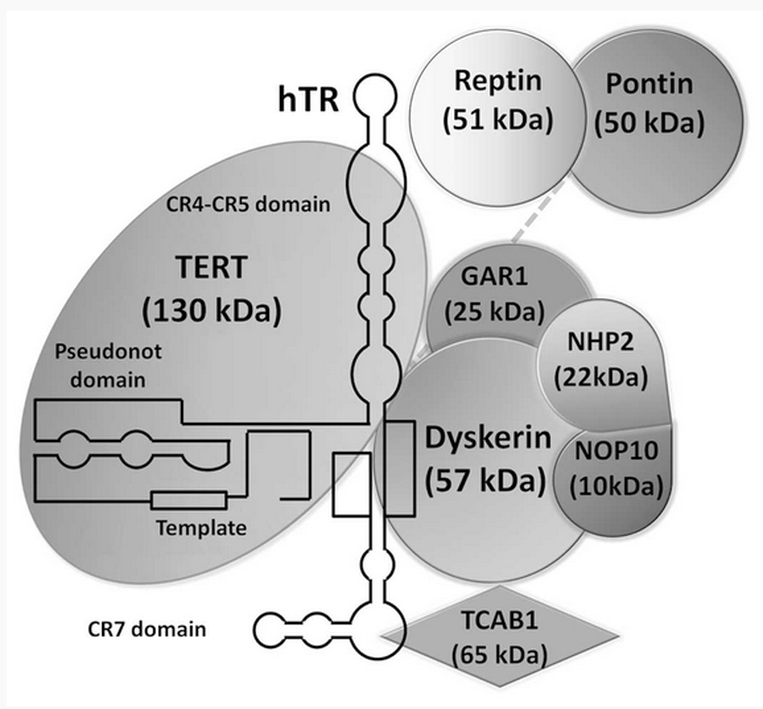 hTR
Reptin
(51 kDa)
Pontin
(50 kDa)
CR4-CR5 domain
TERT
(130 kDa)
GAR1
(25 kDa)
Pseudonot
domain
NHP2
(22kDa)
Dyskerin
(57 kDa)
NOP10
(10kDa)
Template
CR7 domain
TCAB1
(65 kDa)